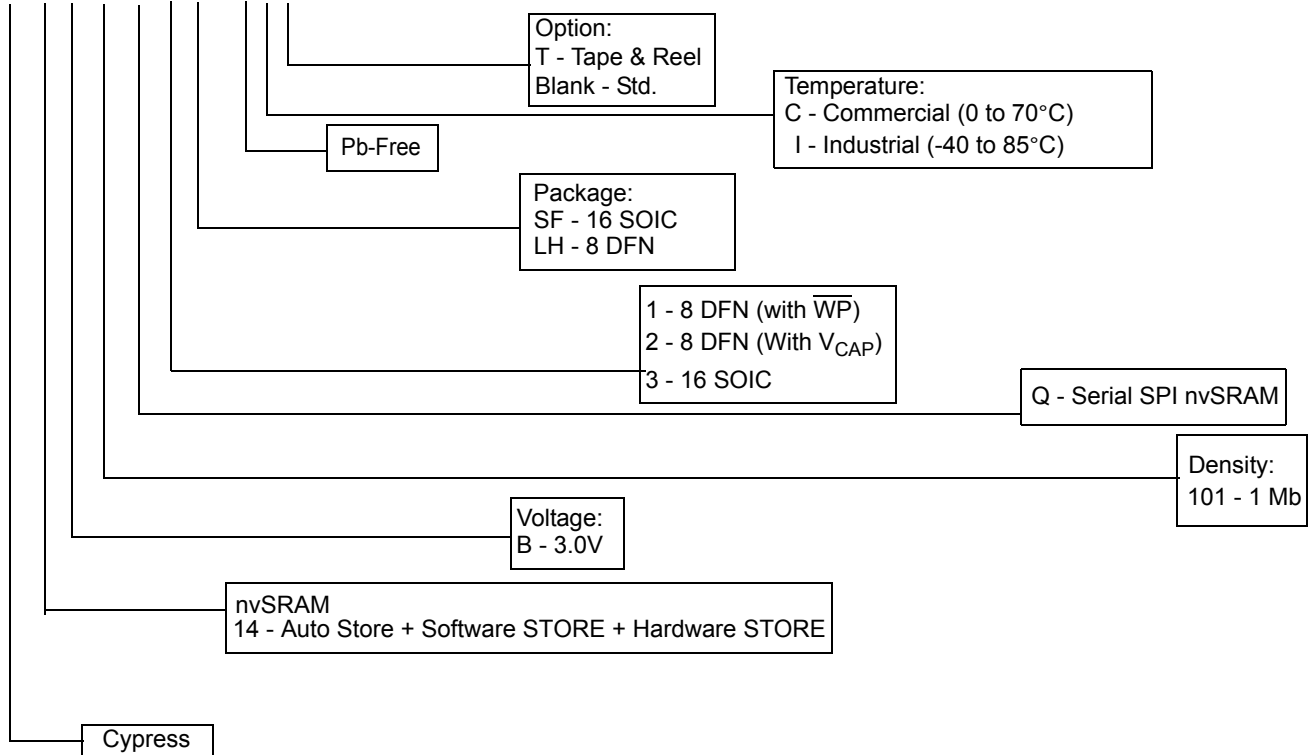 Option:
T - Tape & Reel
Blank - Std.
Temperature:
C - Commercial (0 to 70°C)
I - Industrial (-40 to 85°C)
Pb-Free
Package:
SF - 16 SOIC
LH - 8 DFN
1 - 8 DFN (with W̅P̅)
2 - 8 DFN (With VCAP)
3 - 16 SOIC
Q - Serial SPI nvSRAM
Density:
101 - 1 Mb
Voltage:
B - 3.0V
nvSRAM
14 - Auto Store + Software STORE + Hardware STORE
Cypress